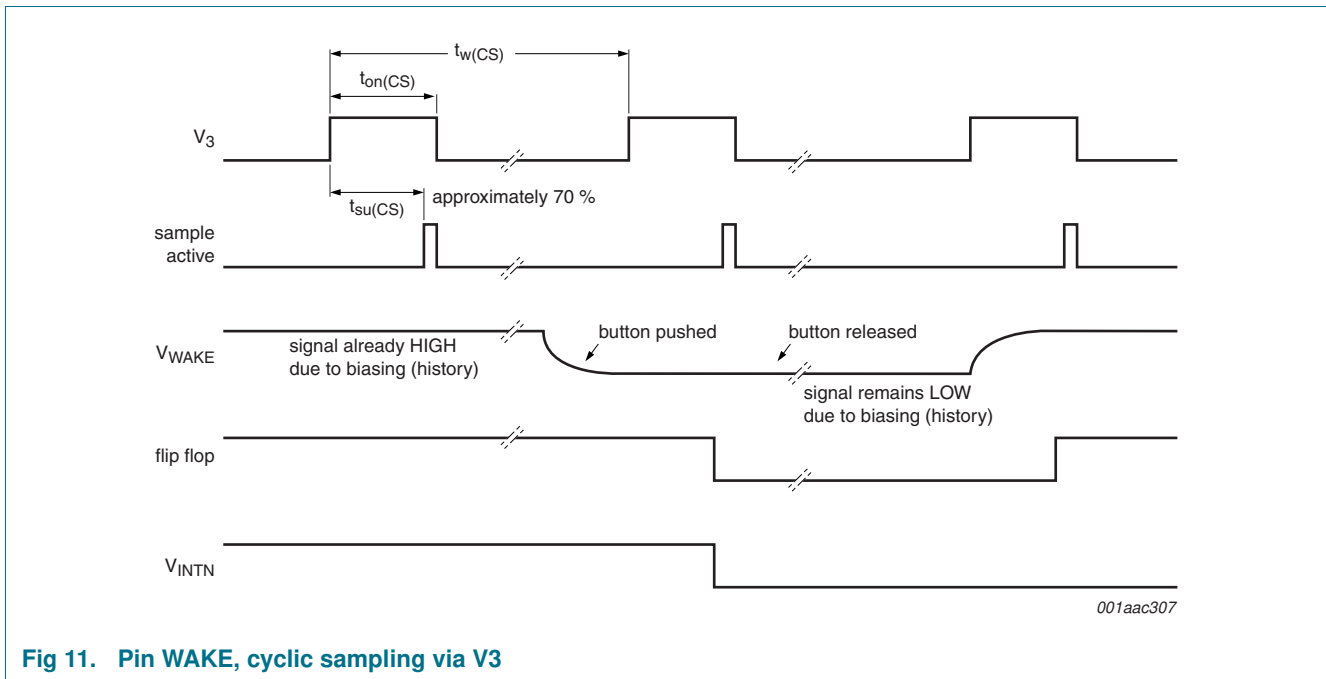 tw(CS)
ton(CS)
V3
tsu(CS)
approximately 70 %
sample
active
button pushed
button released
VWAKE
signal already HIGH
due to biasing (history)
signal remains LOW
due to biasing (history)
flip flop
VINTN
001aac307
Fig 11. Pin WAKE, cyclic sampling via V3